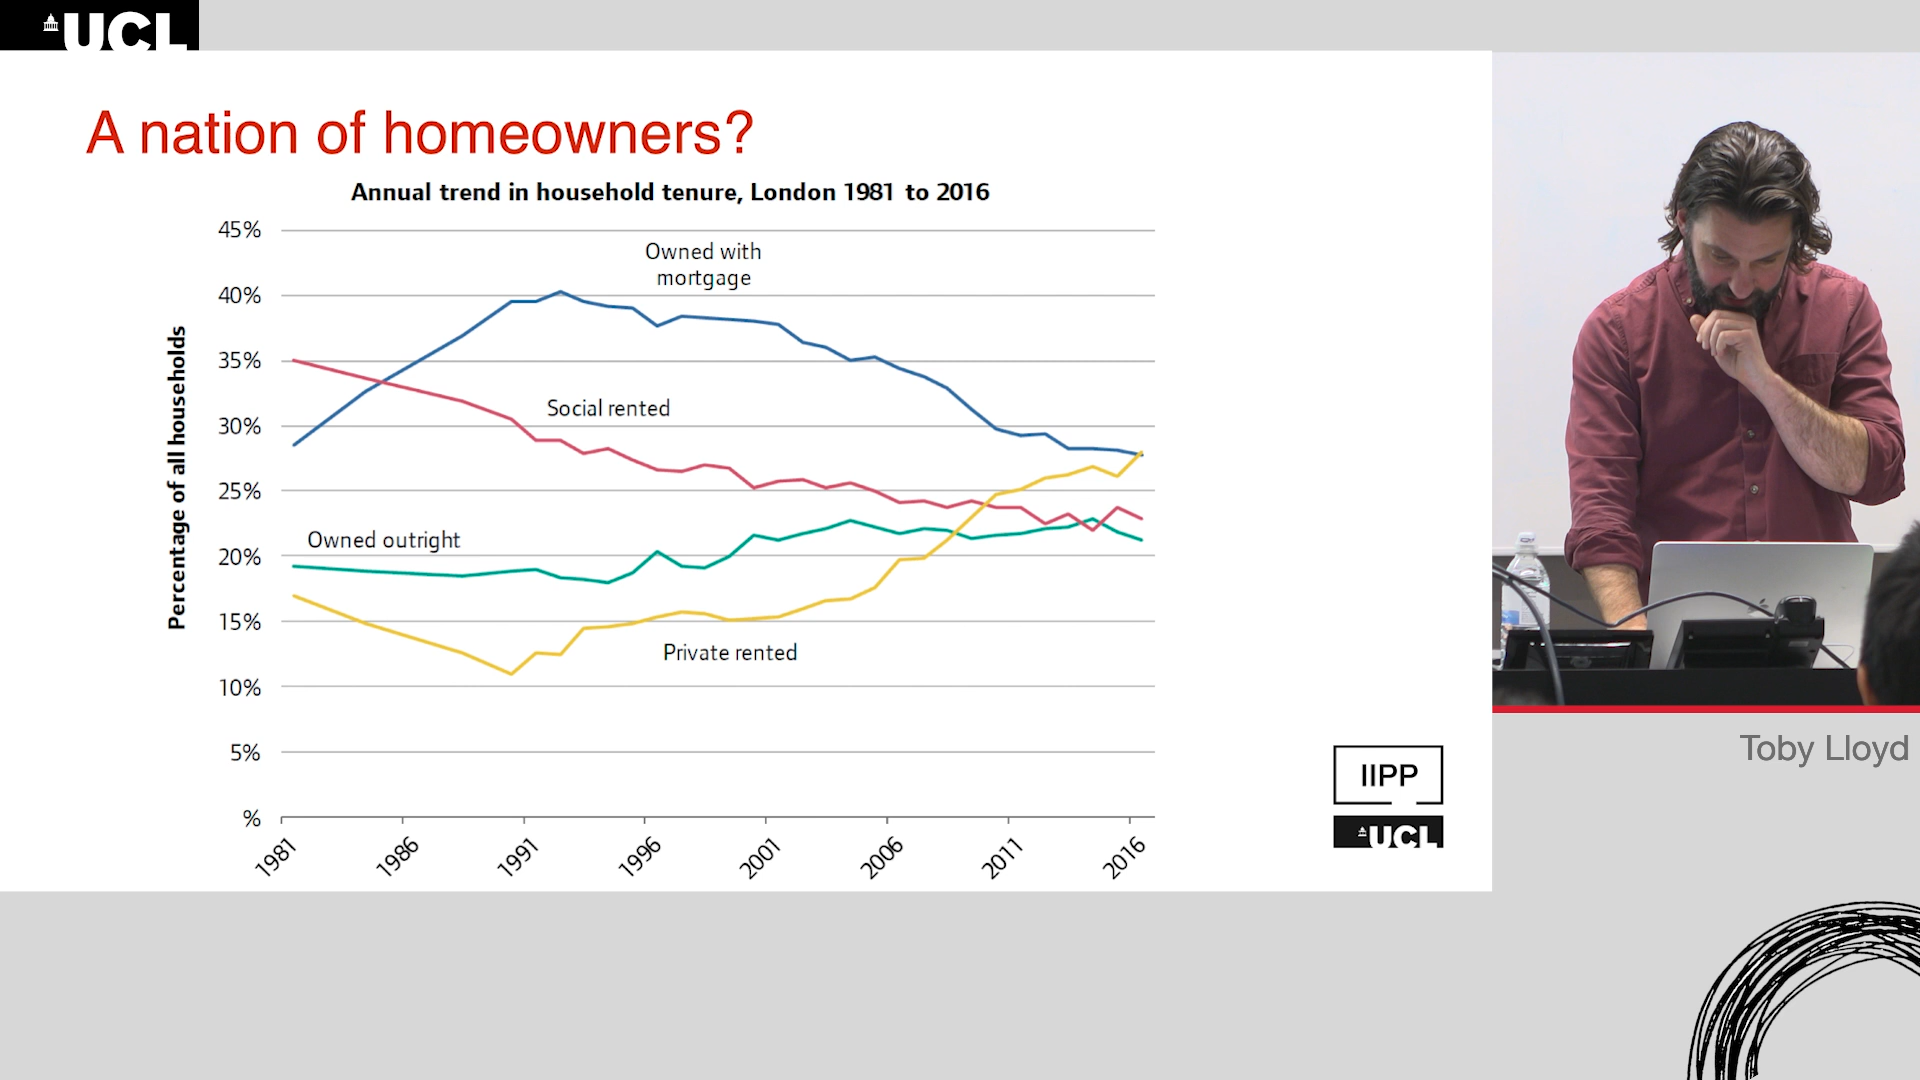 UCL
A nation of homeowners?
Annual trend in household tenure, London 1981 to 2016
Percentage of all households
45%
40%
35%
30%
25%
20%
15%
10%
5%
%
Owned with
mortgage
Social rented
Owned outright
Private rented
1981
1986
1991
1996
2001
2006
2011
2016
IIPP
UCL
Toby Lloyd